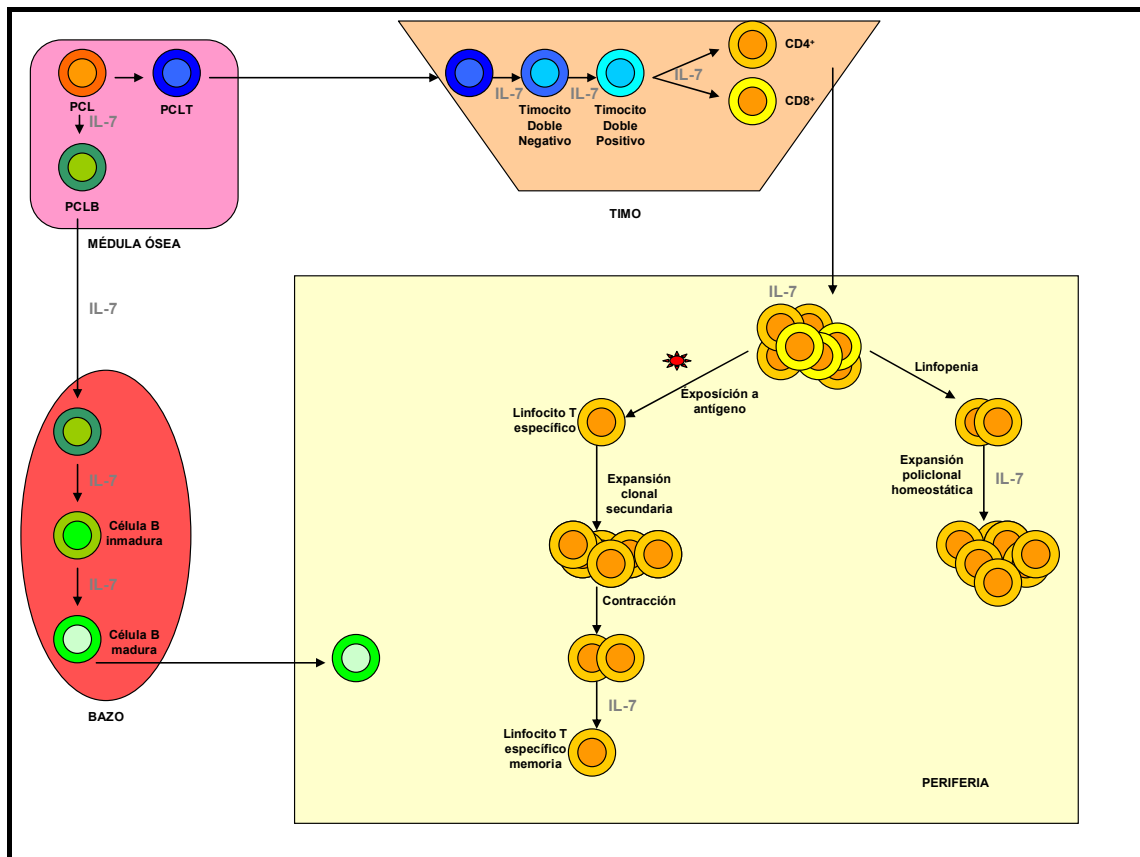 PCL
PCLT
IL-7
PCLB
MÉDULA ÓSEA
IL-7
IL-7
IL-7
Timocito
Doble
Negativo
Timocito
Doble
Positivo
IL-7
CD4+
CD8+
TIMO
IL-7
IL-7
Célula B
inmadura
IL-7
Célula B
madura
BAZO
IL-7
Exposición a
antígeno
Linfopenia
Linfocito T
específico
Expansión
clonal
secundaria
Contracción
IL-7
Linfocito T
específico
memoria
Expansión
policlonal
homeostática
IL-7
PERIFERIA